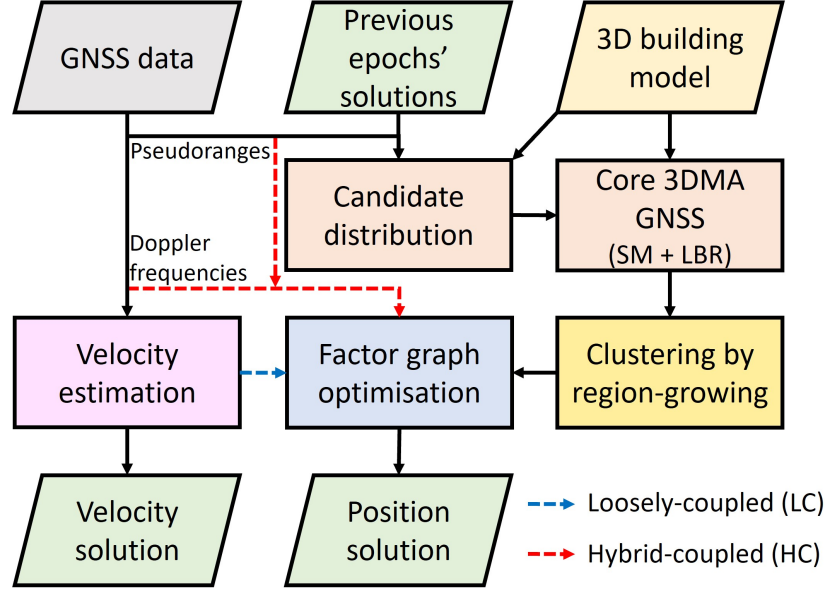 GNSS data
Previous
epochs'
solutions
3D building
model
Pseudoranges
Candidate
distribution
Core 3DMA
GNSS
(SM + LBR)
Doppler
frequencies
Velocity
estimation
Factor graph
optimisation
Clustering by
region-growing
Velocity
solution
Position
solution
Loosely-coupled (LC)
Hybrid-coupled (HC)